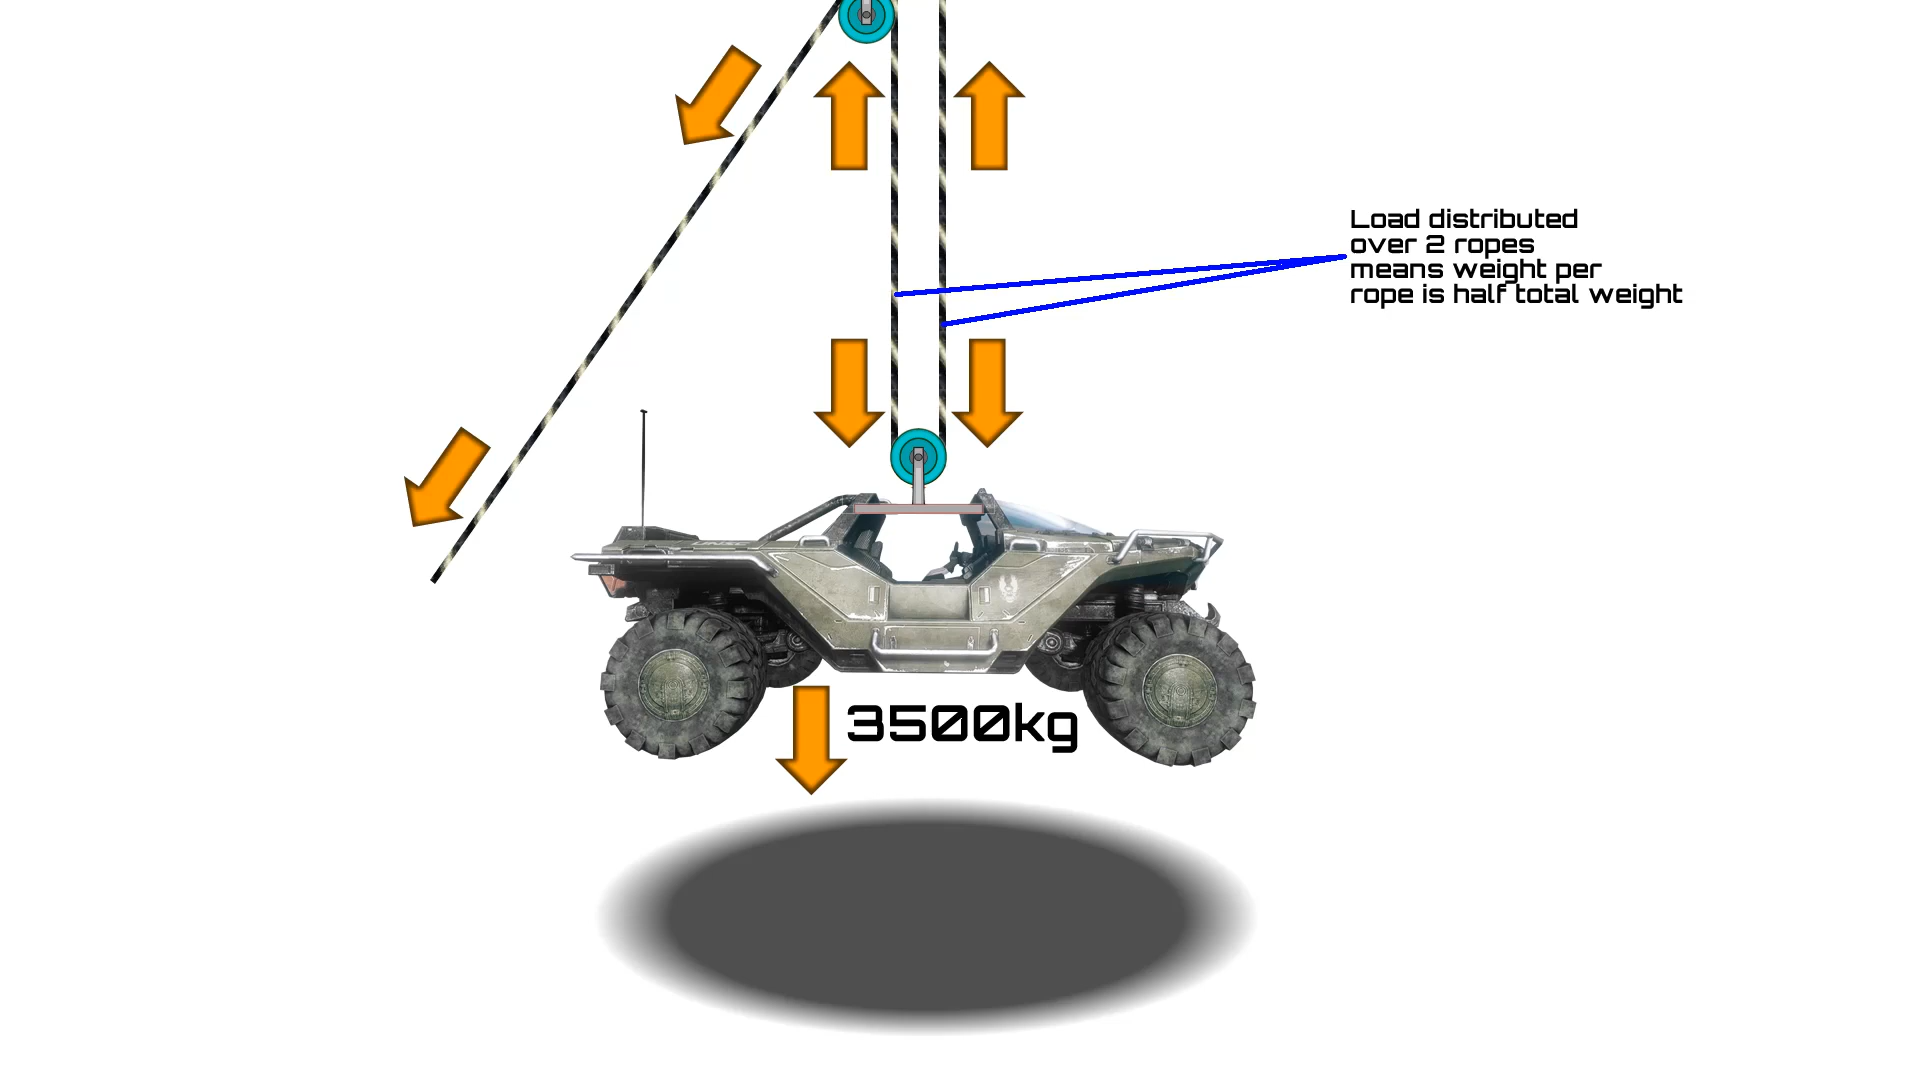 Load distributed
over 2 ropes
means weight per
rope is half total weight
3500kg